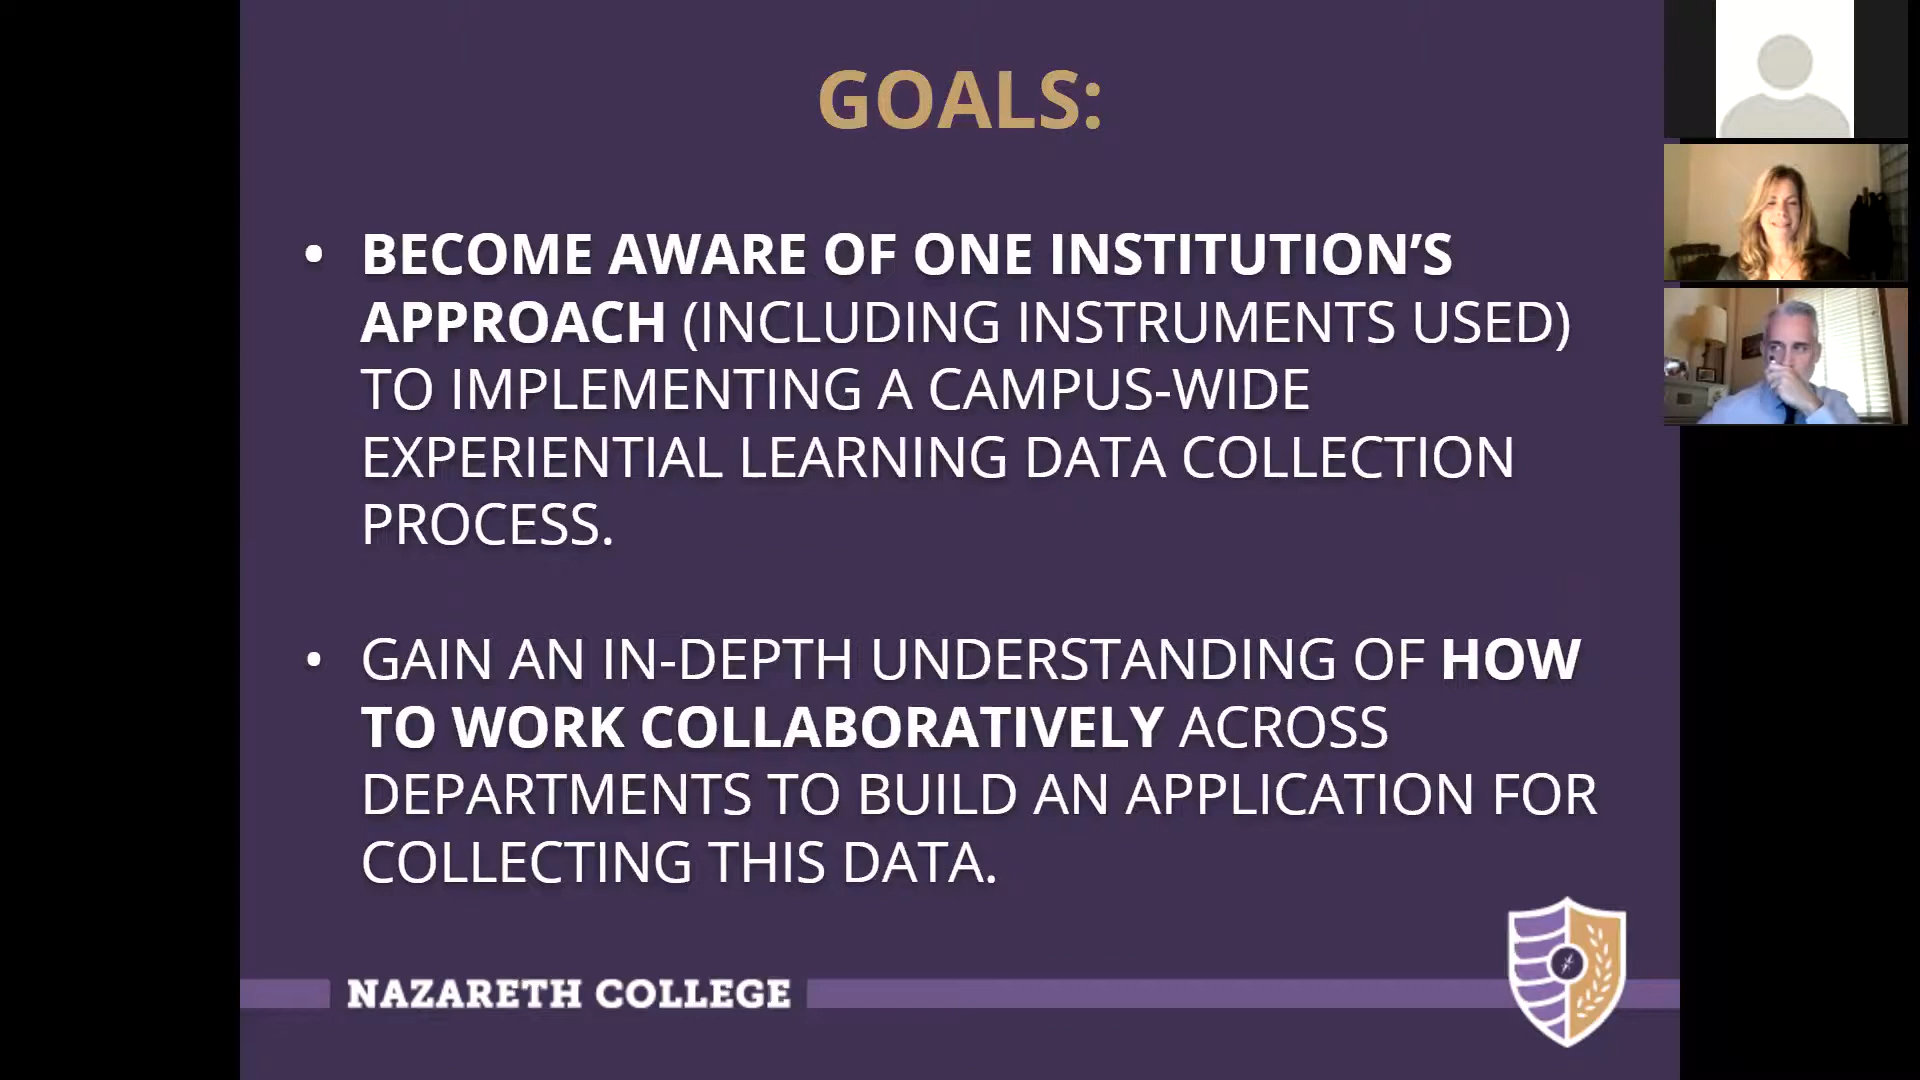 GOALS:
• BECOME AWARE OF ONE INSTITUTION’S
APPROACH (INCLUDING INSTRUMENTS USED)
TO IMPLEMENTING A CAMPUS-WIDE
EXPERIENTIAL LEARNING DATA COLLECTION
PROCESS.
• GAIN AN IN-DEPTH UNDERSTANDING OF HOW
TO WORK COLLABORATIVELY ACROSS
DEPARTMENTS TO BUILD AN APPLICATION FOR
COLLECTING THIS DATA.
NAZARETH COLLEGE